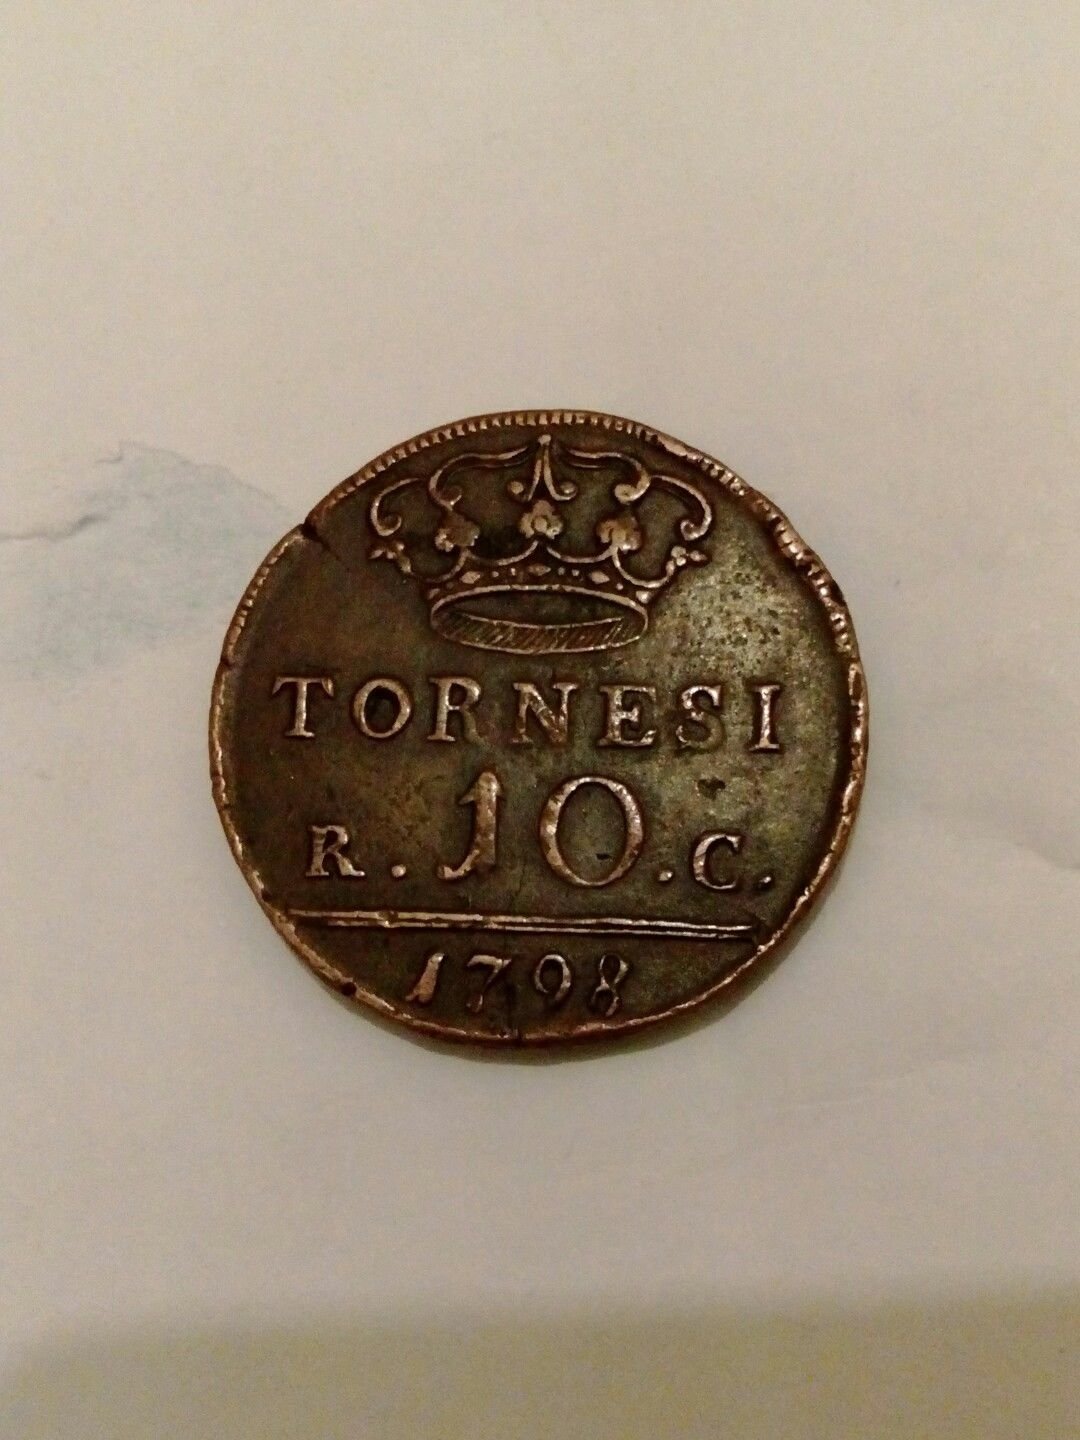 TORNESI
R. 10 .C.
1798